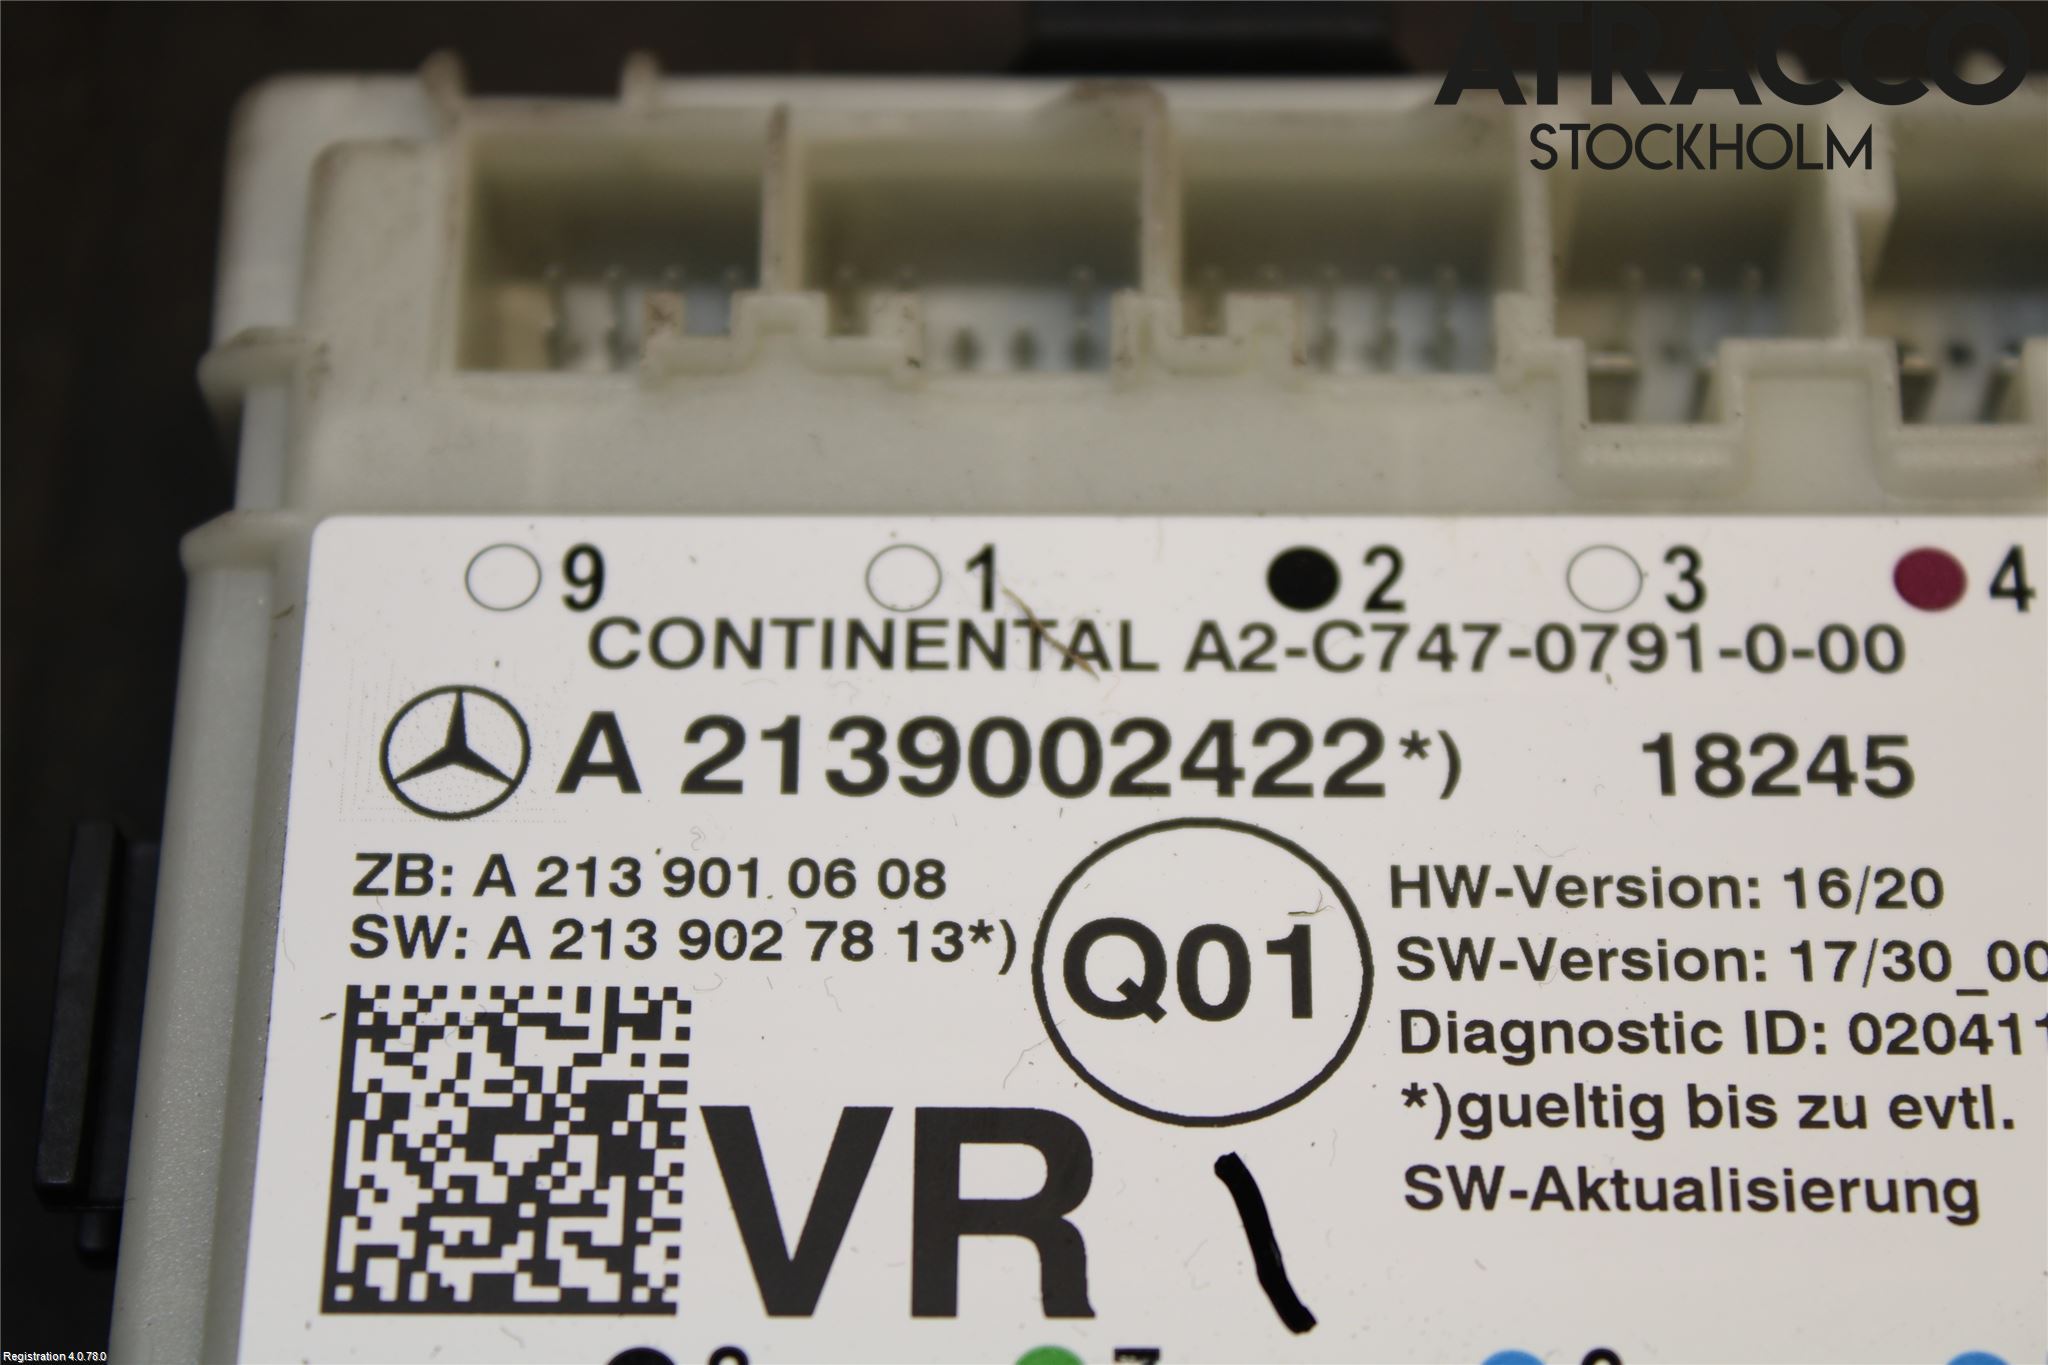 ATRACCO
STOCKHOLM
9 1 2 3 4
CONTINENTAL A2-C747-0791-0-00
A 2139002422*) 18245
ZB: A 213 901 06 08
SW: A 213 902 78 13*)
Q01
HW-Version: 16/20
SW-Version: 17/30_00
Diagnostic ID: 020411
*)gueltig bis zu evtl.
SW-Aktualisierung
VR
Registration 4.0.78.0